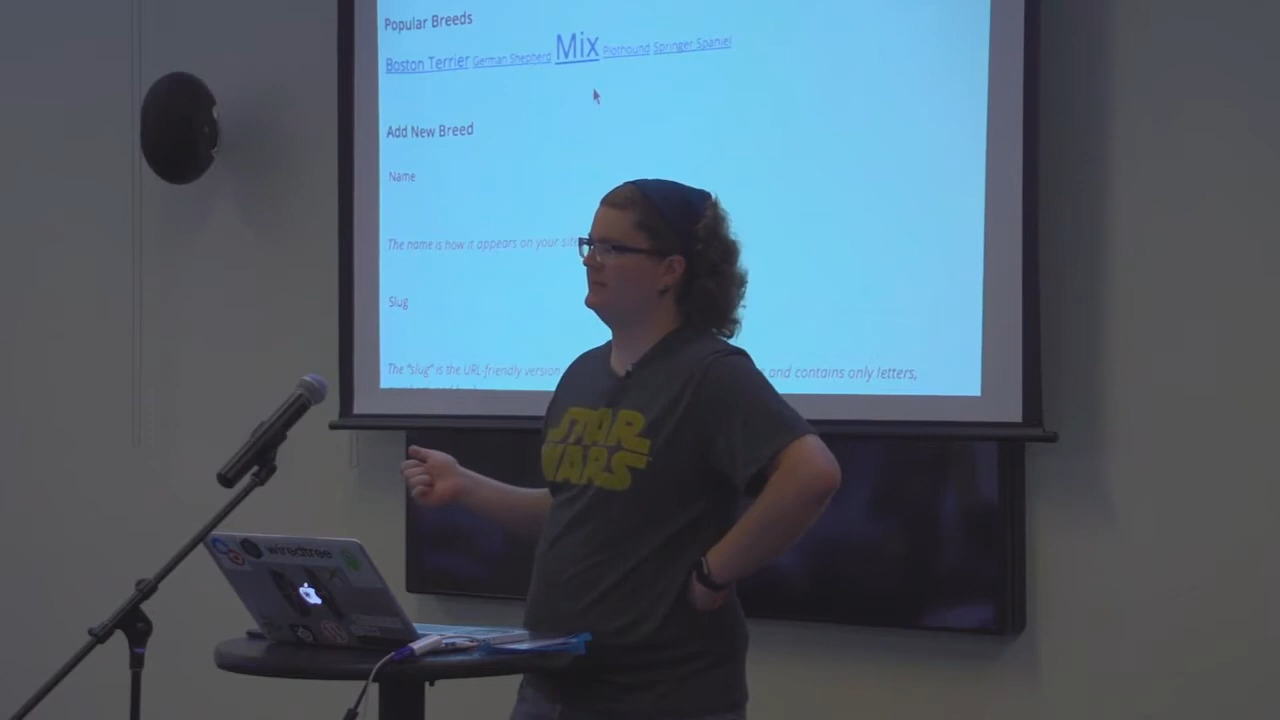 Popular Breeds
Boston Terrier German Shepherd Mix Plothound Springer Spaniel
Add New Breed
Name
The name is how it appears on your site
Slug
The "slug" is the URL-friendly version and contains only letters,
STAR
WARS
wiredtree